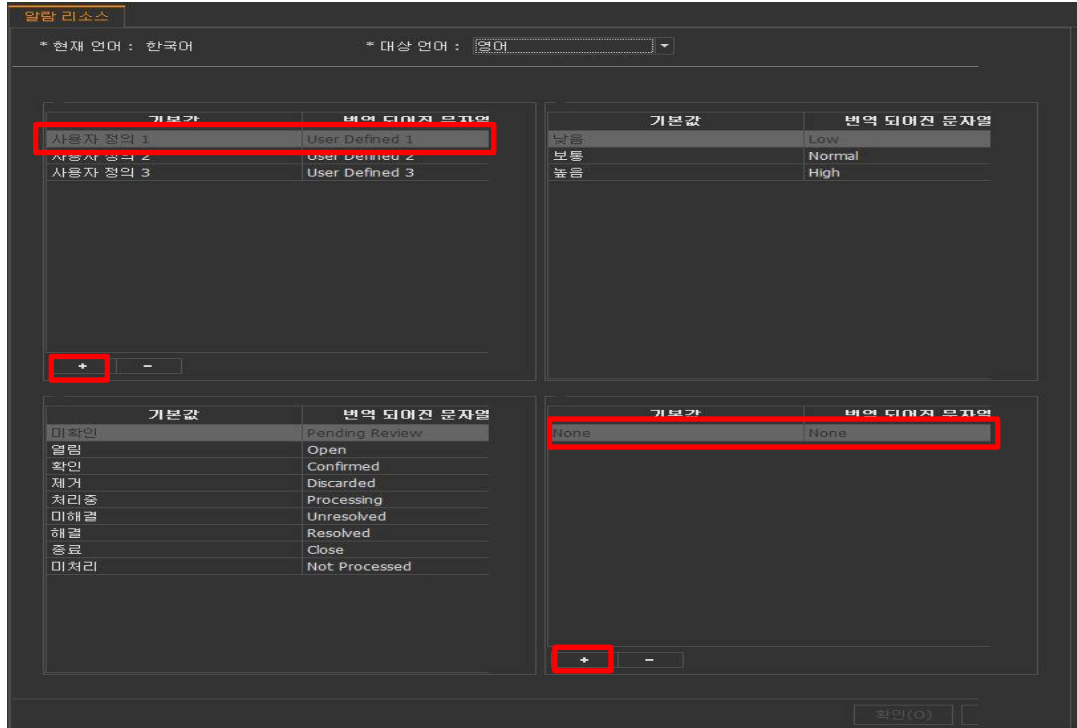 알람 리소스
* 현재 언어 : 한국어 * 대상 언어 : 영어
기본값 번역 되어진 문자열
사용자 정의 1 User Defined 1
사용자 정의 2 User Defined 2
사용자 정의 3 User Defined 3
+ -
기본값 번역 되어진 문자열
낮음 Low
보통 Normal
높음 High
기본값 번역 되어진 문자열
미확인 Pending Review
열림 Open
확인 Confirmed
제거 Discarded
처리중 Processing
미해결 Unresolved
해결 Resolved
종료 Close
미처리 Not Processed
기본값 번역 되어진 문자열
None None
+ -
확인(O)